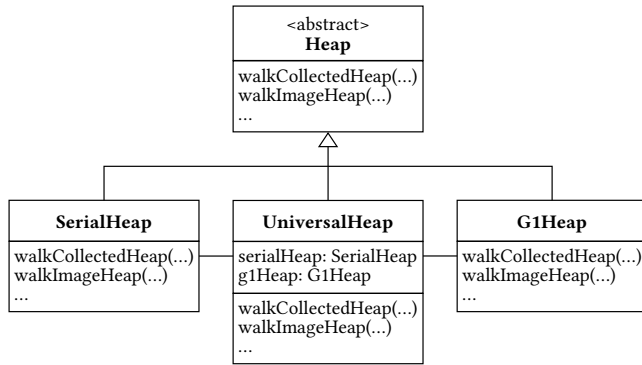 <abstract>
Heap
walkCollectedHeap(...)
walkImageHeap(...)
...
SerialHeap
walkCollectedHeap(...)
walkImageHeap(...)
...
UniversalHeap
serialHeap: SerialHeap
g1Heap: G1Heap
walkCollectedHeap(...)
walkImageHeap(...)
...
G1Heap
walkCollectedHeap(...)
walkImageHeap(...)
...